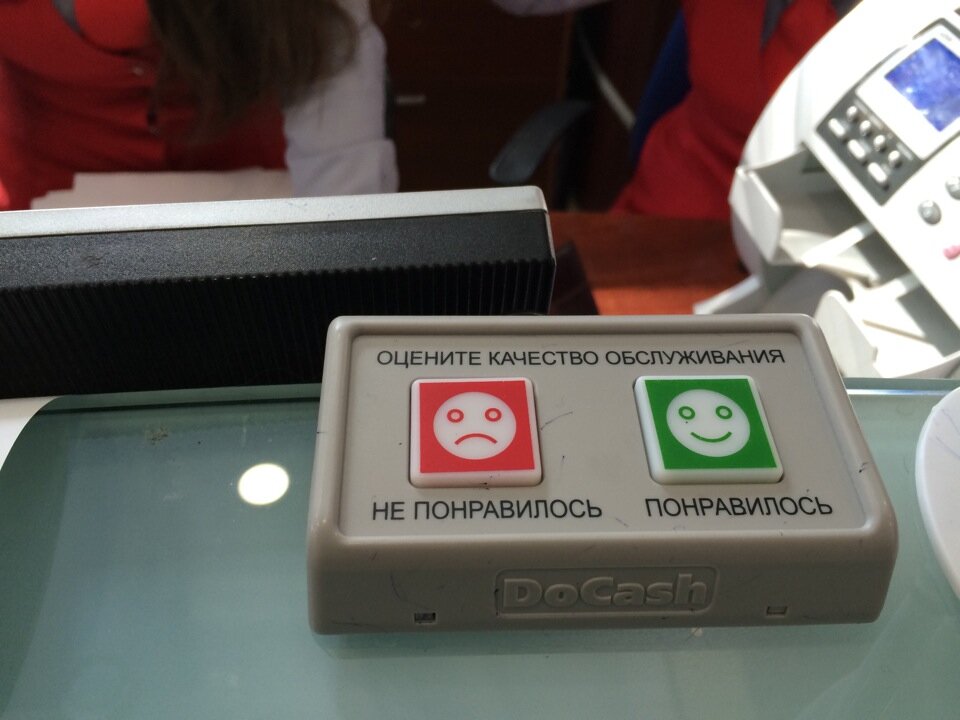 ОЦЕНИТЕ КАЧЕСТВО ОБСЛУЖИВАНИЯ
НЕ ПОНРАВИЛОСЬ
ПОНРАВИЛОСЬ
DoCash